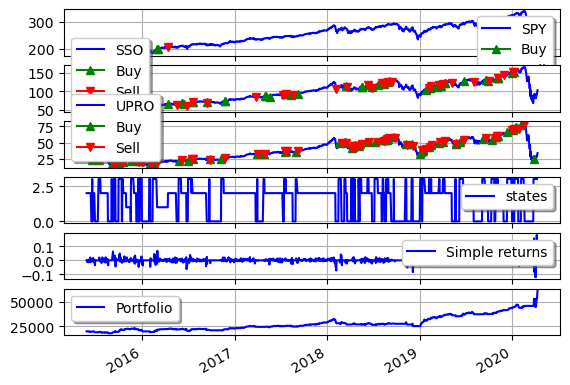 300
200
SPY
Buy
SSO
Buy
Sell
150
100
50
UPRO
Buy
Sell
75
50
25
2.5
0.0
states
0.1
0.0
−0.1
Simple returns
50000
25000
Portfolio
2016
2017
2018
2019
2020